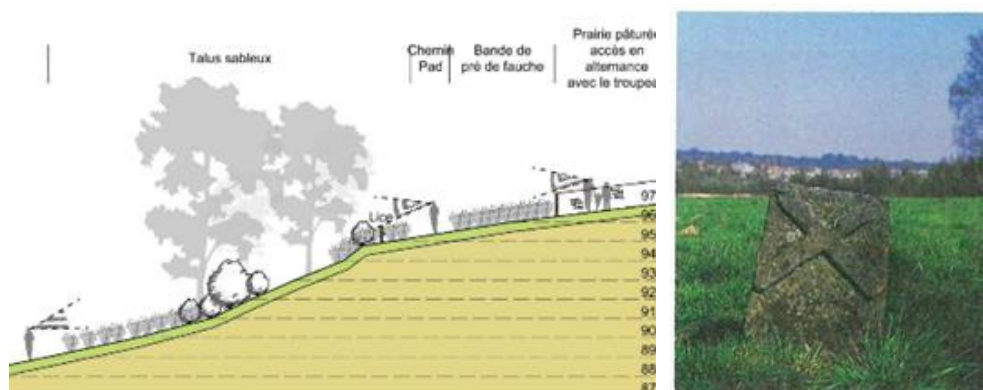 Talus sableux
Chemin
Pad
Bande de
pré de fauche
Prairie pâturée
accès en
alternance
avec le troupeau
Lice
97
96
95
94
93
92
91
90
89
88
87